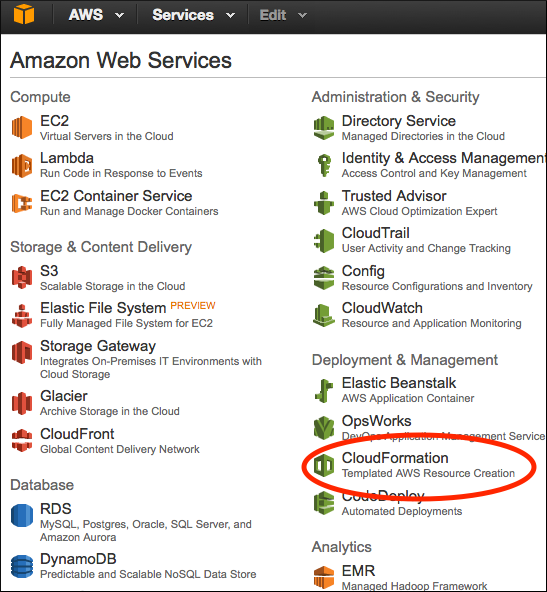 AWS Services Edit
Amazon Web Services
Compute
EC2
Virtual Servers in the Cloud
Lambda
Run Code in Response to Events
EC2 Container Service
Run and Manage Docker Containers
Storage & Content Delivery
S3
Scalable Storage in the Cloud
Elastic File System PREVIEW
Fully Managed File System for EC2
Storage Gateway
Integrates On-Premises IT Environments with
Cloud Storage
Glacier
Archive Storage in the Cloud
CloudFront
Global Content Delivery Network
Database
RDS
MySQL, Postgres, Oracle, SQL Server, and
Amazon Aurora
DynamoDB
Predictable and Scalable NoSQL Data Store
Administration & Security
Directory Service
Managed Directories in the Cloud
Identity & Access Management
Access Control and Key Management
Trusted Advisor
AWS Cloud Optimization Expert
CloudTrail
User Activity and Change Tracking
Config
Resource Configurations and Inventory
CloudWatch
Resource and Application Monitoring
Deployment & Management
Elastic Beanstalk
AWS Application Container
OpsWorks
DevOps Application Management Service
CloudFormation
Templated AWS Resource Creation
CodeDeploy
Automated Deployments
Analytics
EMR
Managed Hadoop Framework